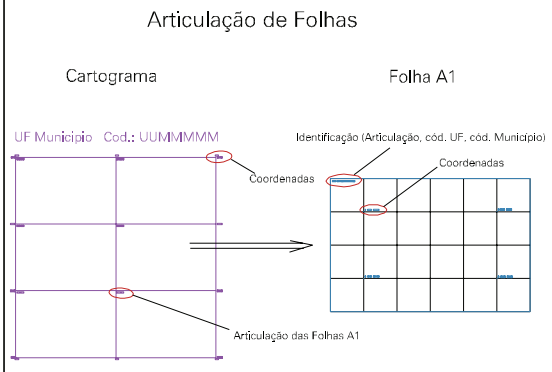 Articulação de Folhas
Cartograma
Folha A1
UF Municipio Cod.: UUMMMMM
Identificação (Articulação, cód. UF, cód. Município)
Coordenadas
Coordenadas
Articulação das Folhas A1